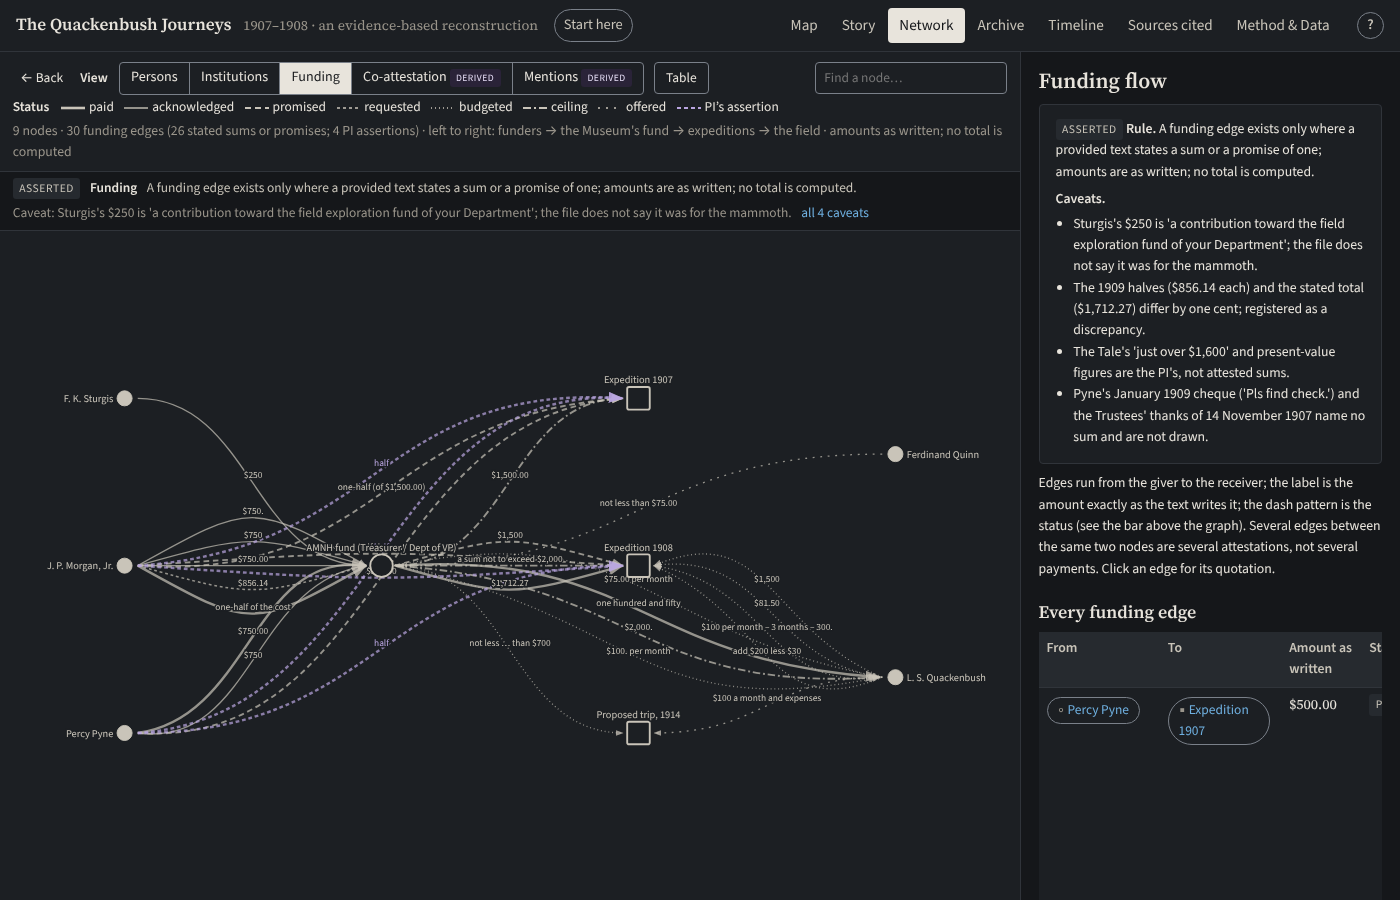 The Quackenbush Journeys 1907–1908 · an evidence-based reconstruction Start here Map Story Network Archive Timeline Sources cited Method & Data ?
← Back View Persons Institutions Funding Co-attestation DERIVED Mentions DERIVED Table Find a node…
Status paid acknowledged promised requested budgeted ceiling offered PI's assertion
9 nodes · 30 funding edges (26 stated sums or promises; 4 PI assertions) · left to right: funders → the Museum's fund → expeditions → the field · amounts as written; no total is
computed
ASSERTED Funding A funding edge exists only where a provided text states a sum or a promise of one; amounts are as written; no total is computed.
Caveat: Sturgis's $250 is 'a contribution toward the field exploration fund of your Department'; the file does not say it was for the mammoth. all 4 caveats
Expedition 1907
F. K. Sturgis
Ferdinand Quinn
half
$250
$1,500.00
one-half (of $1,500.00)
not less than $75.00
$750.
$750
$1,500
AMNH fund (Treasurer / Dept of VP)
Expedition 1908
$750.00
a sum not to exceed $2,000.
J. P. Morgan, Jr.
$856.14
$1,712.27
$75.00 per month
$1,500
one-half of the cost
one hundred and fifty
$81.50
$750.00
$2,000.
$100 per month – 3 months – 300.
half
not less … than $700
$750
$100. per month
add $200 less $30
L. S. Quackenbush
$100 a month and expenses
Proposed trip, 1914
Percy Pyne
Funding flow
ASSERTED Rule. A funding edge exists only where a
provided text states a sum or a promise of one;
amounts are as written; no total is computed.
Caveats.
• Sturgis's $250 is 'a contribution toward the field
exploration fund of your Department'; the file does
not say it was for the mammoth.
• The 1909 halves ($856.14 each) and the stated total
($1,712.27) differ by one cent; registered as a
discrepancy.
• The Tale's 'just over $1,600' and present-value
figures are the PI's, not attested sums.
• Pyne's January 1909 cheque ('Pls find check.') and
the Trustees' thanks of 14 November 1907 name no
sum and are not drawn.
Edges run from the giver to the receiver; the label is the
amount exactly as the text writes it; the dash pattern is the
status (see the bar above the graph). Several edges between
the same two nodes are several attestations, not several
payments. Click an edge for its quotation.
Every funding edge
From To Amount as St
written
Percy Pyne Expedition $500.00 P
1907